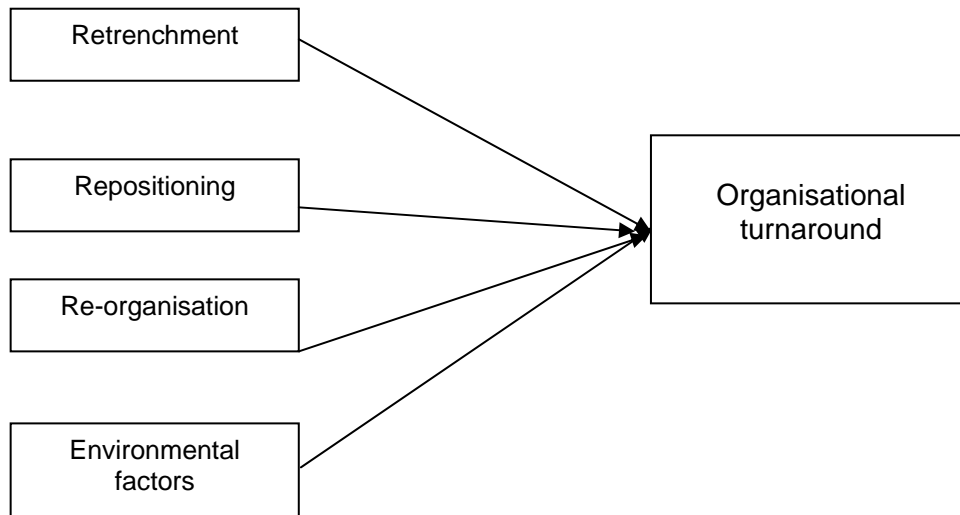 Retrenchment
Repositioning
Re-organisation
Environmental
factors
Organisational
turnaround